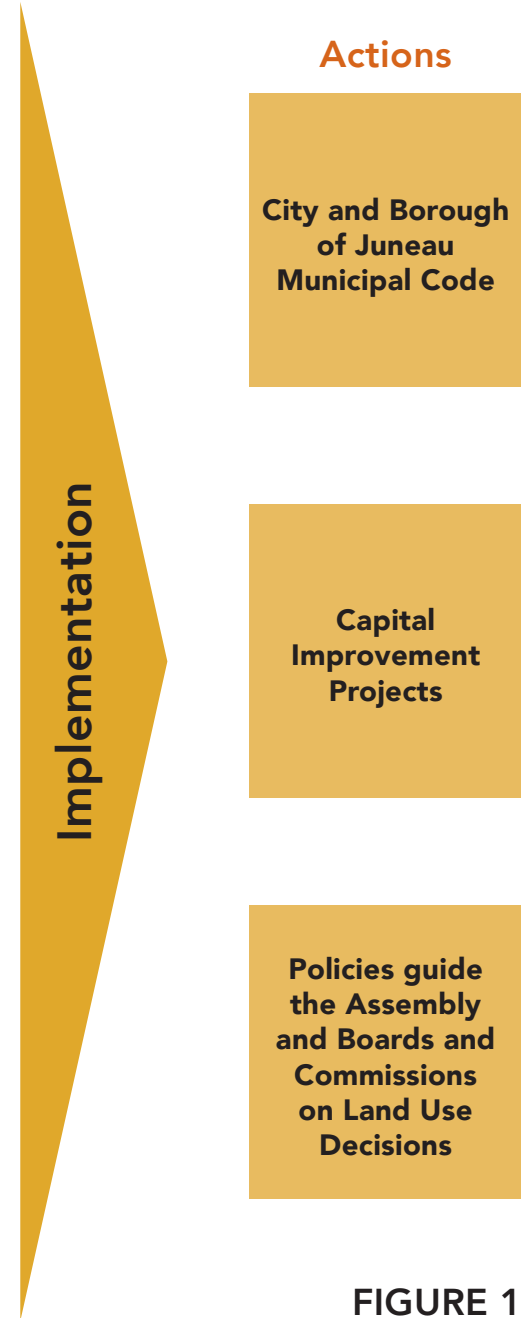 Actions
City and Borough
of Juneau
Municipal Code
Implementation
Capital
Improvement
Projects
Policies guide
the Assembly
and Boards and
Commissions
on Land Use
Decisions
FIGURE 1